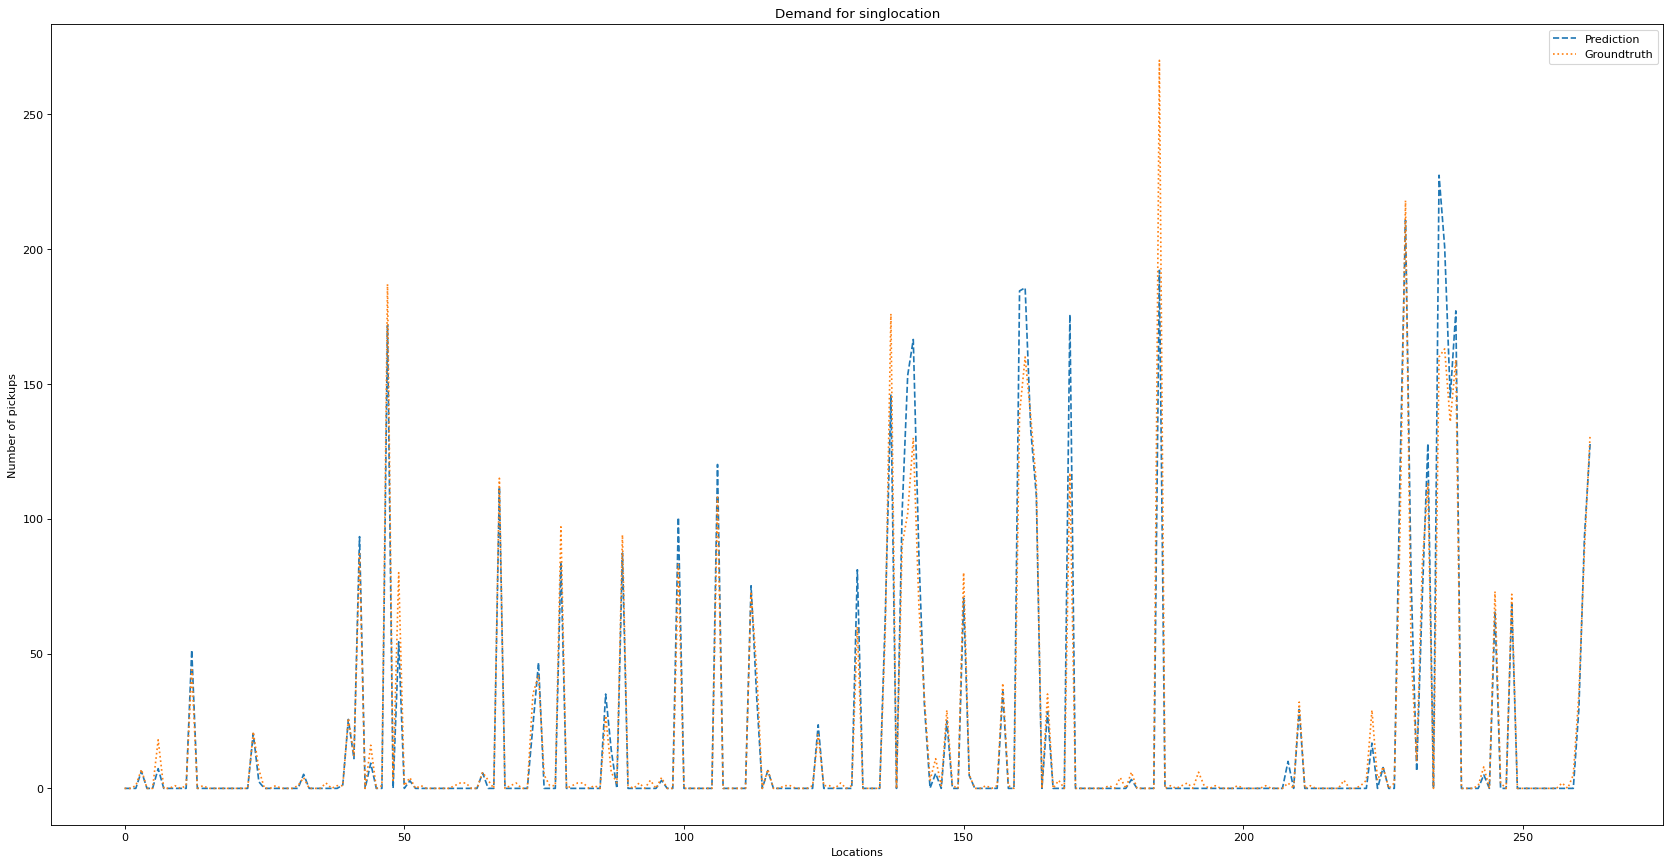 Demand for singlocation
Prediction
Groundtruth
Number of pickups
250
200
150
100
50
0
0 50 100 150 200 250
Locations